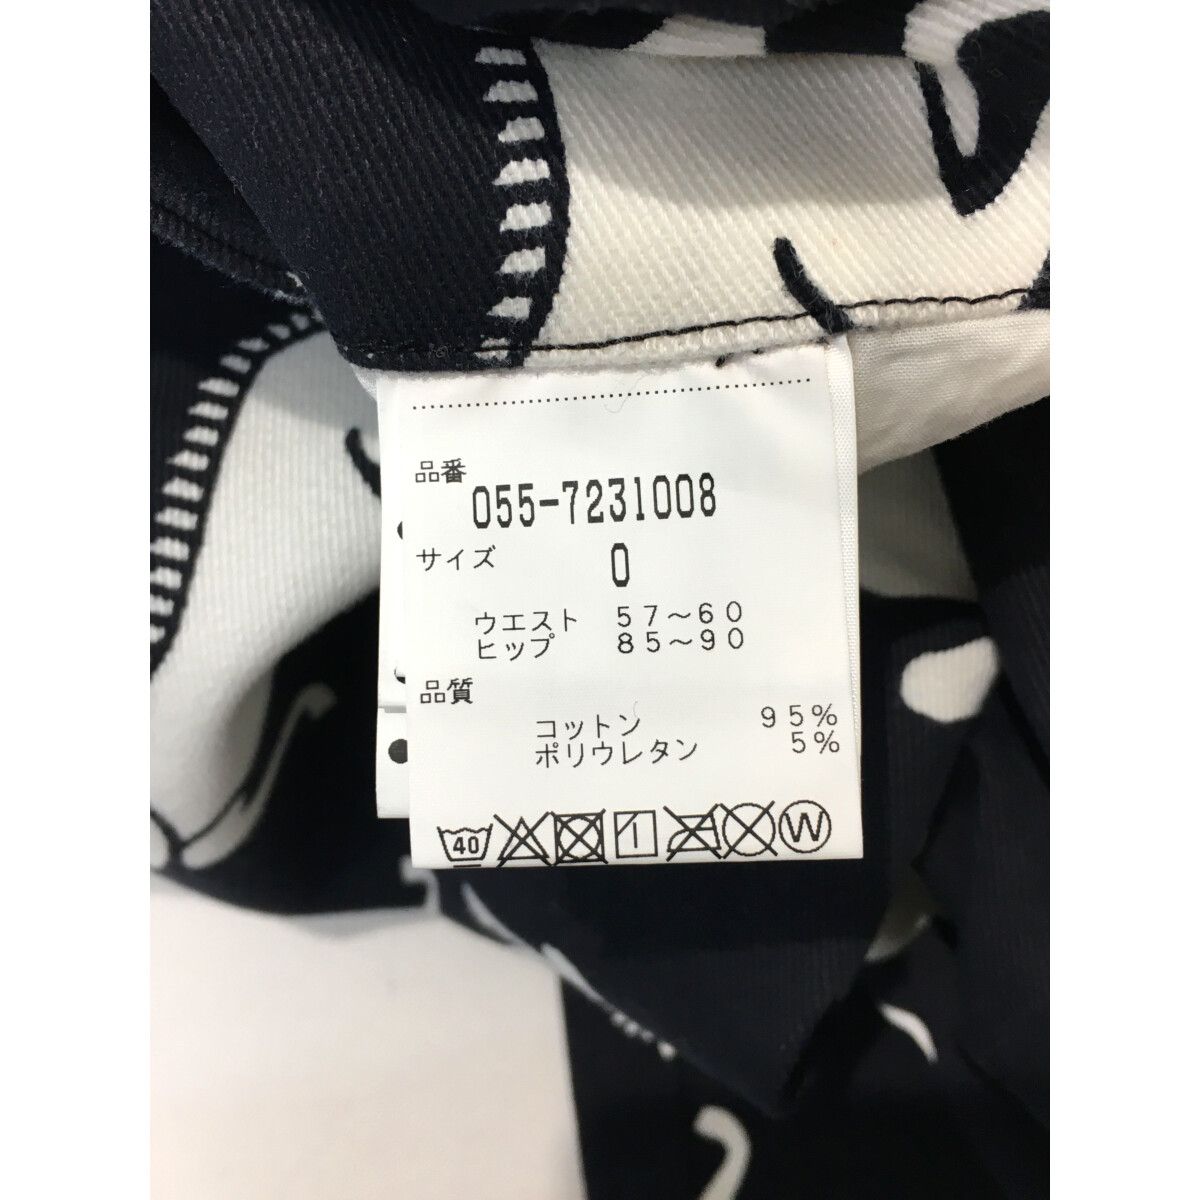 品番
055-7231008
サイズ 0
ウエスト 57～60
ヒップ 85～90
品質
コットン 95%
ポリウレタン 5%
40 W